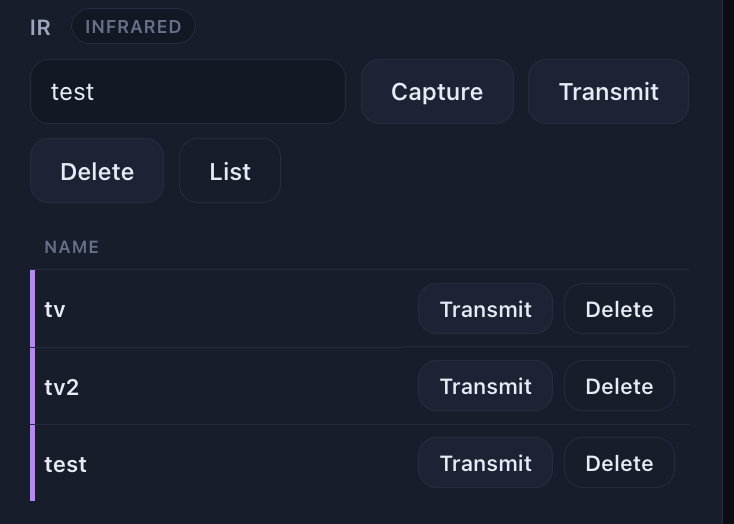 IR INFRARED
test Capture Transmit
Delete List
NAME
tv Transmit Delete
tv2 Transmit Delete
test Transmit Delete